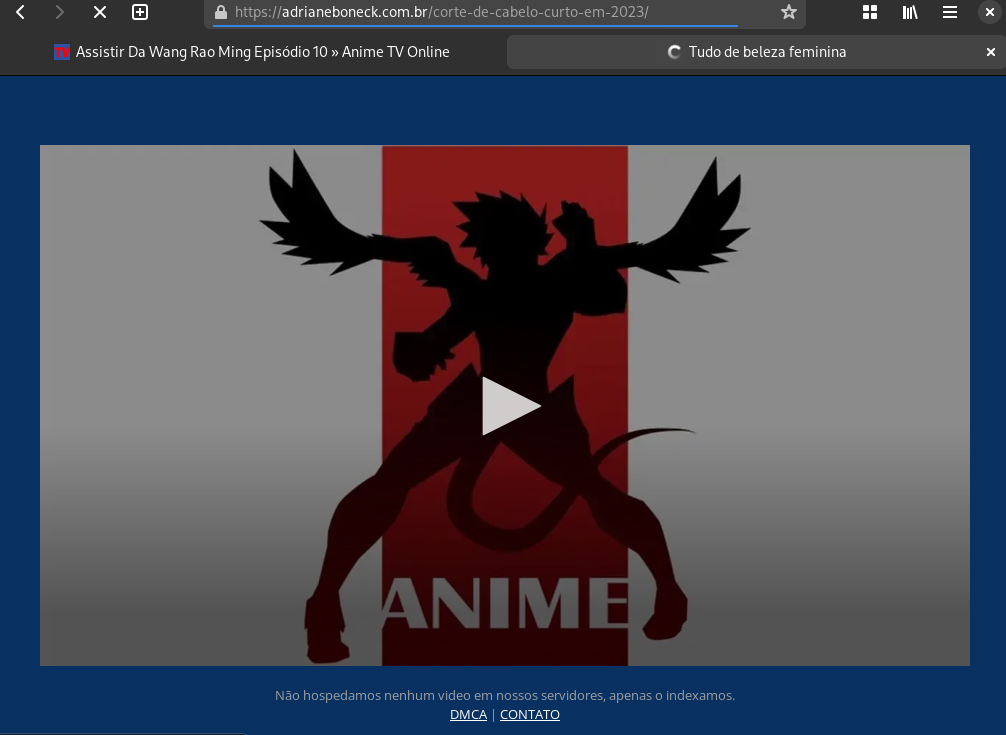 https://adrianeboneck.com.br/corte-de-cabelo-curto-em-2023/
TV Assistir Da Wang Rao Ming Episódio 10 » Anime TV Online
Tudo de beleza feminina
ANIME
Não hospedamos nenhum video em nossos servidores, apenas o indexamos.
DMCA | CONTATO